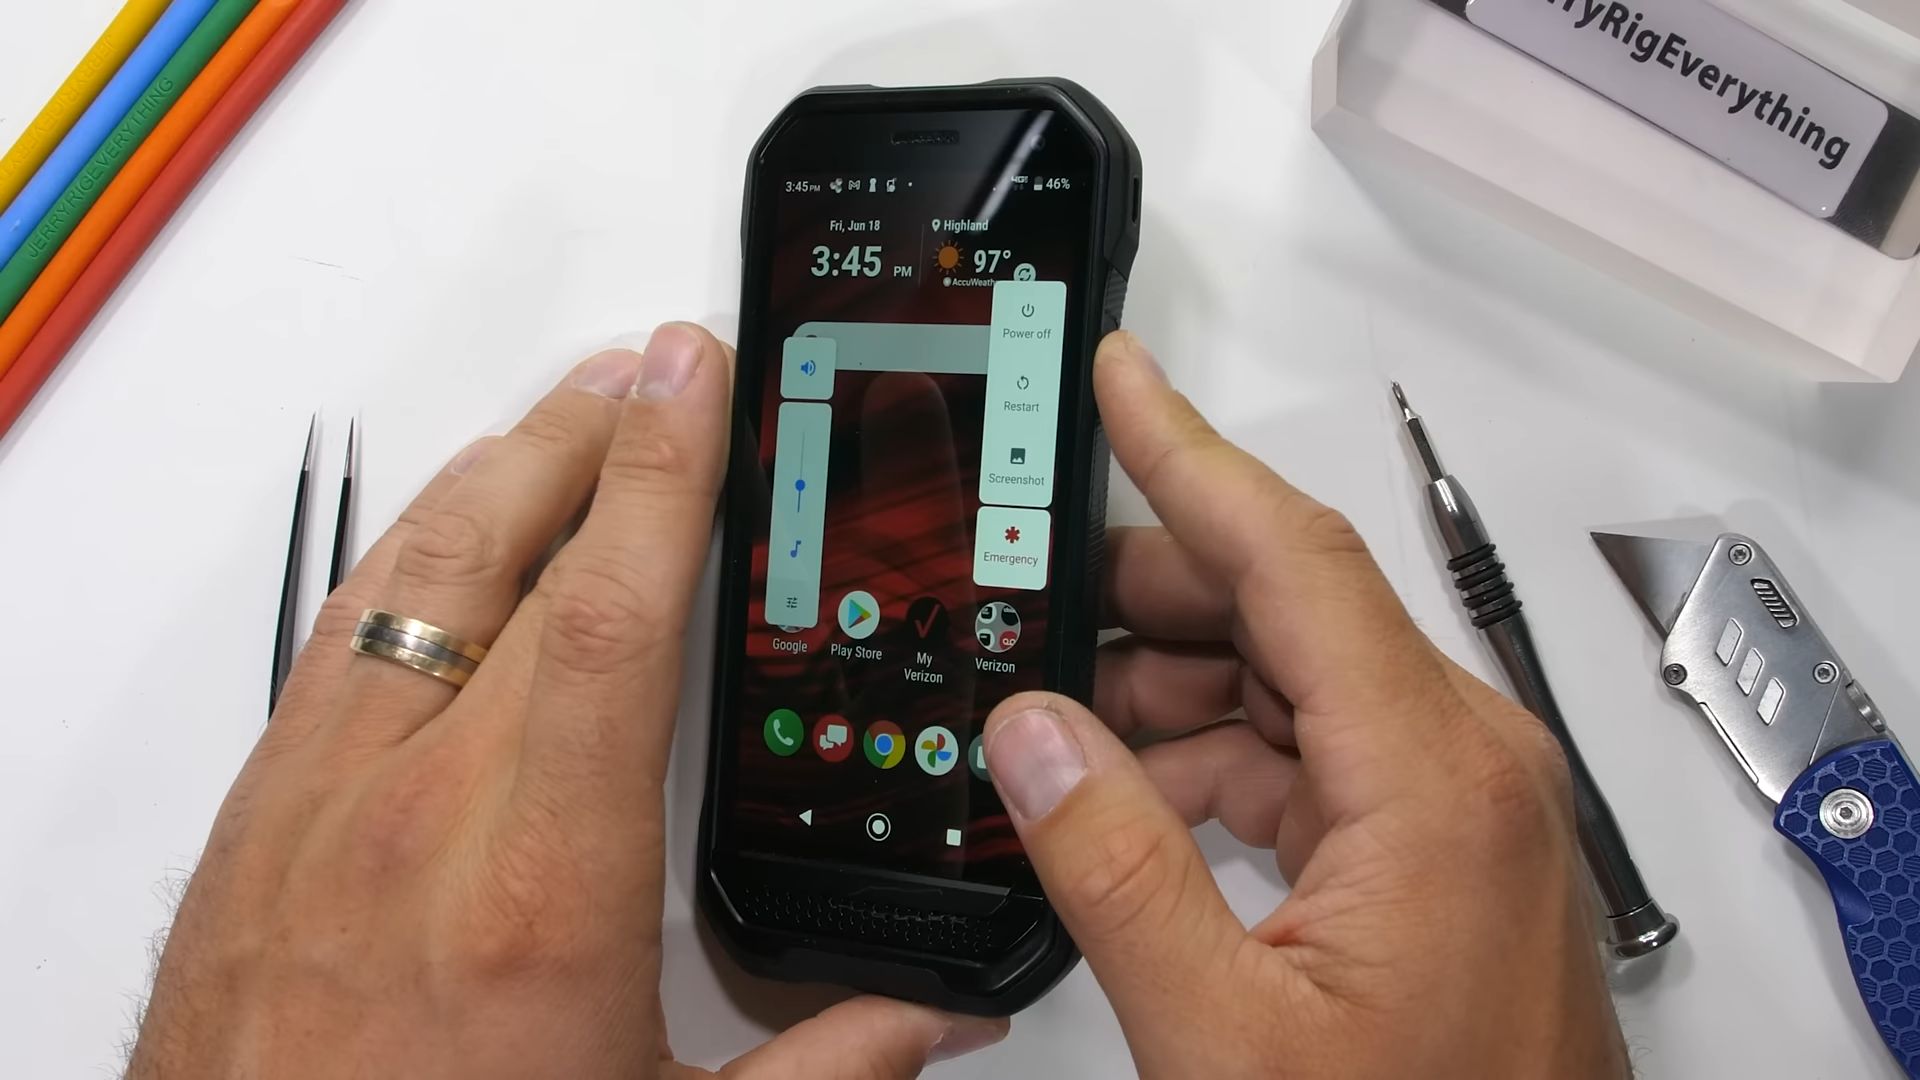 JERRYRIGEVERYTHING
rryRigEverything
3:45 PM
46%
Fri, Jun 18
3:45 PM
Highland
97°
AccuWeath
Power off
Restart
Screenshot
Emergency
Google
Play Store
My
Verizon
Verizon